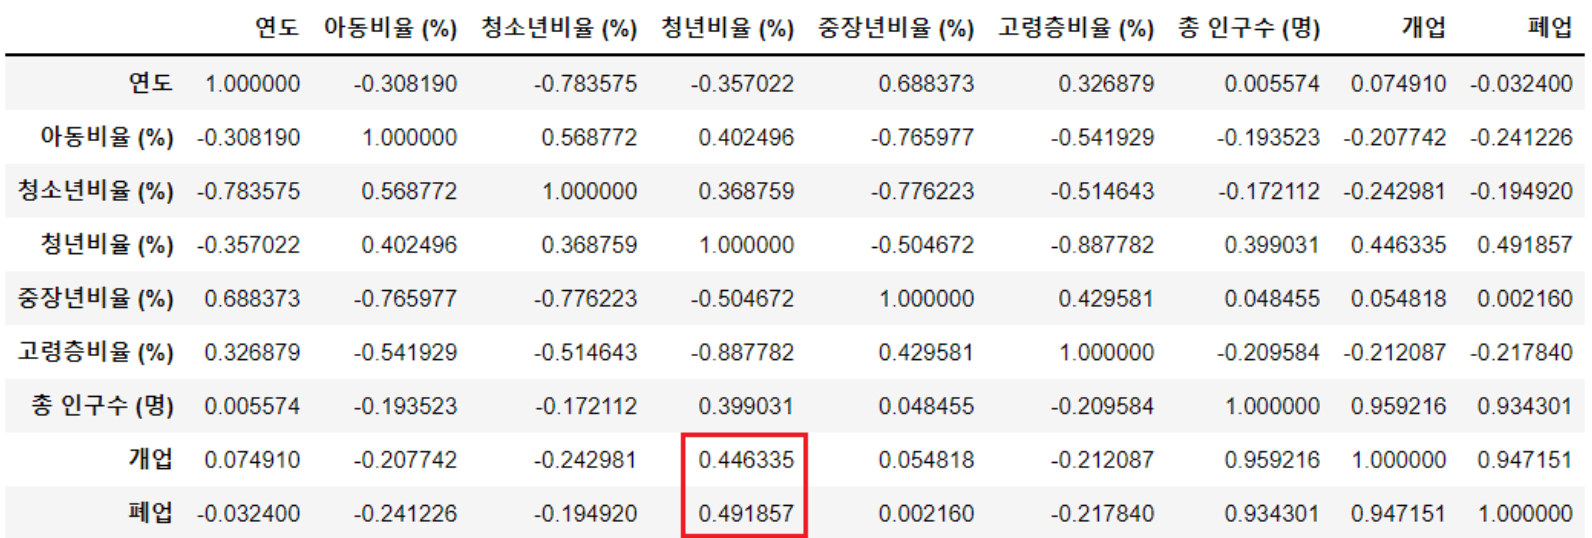 연도 아동비율 (%) 청소년비율 (%) 청년비율 (%) 중장년비율 (%) 고령층비율 (%) 총 인구수 (명) 개업 폐업
연도 1.000000 -0.308190 -0.783575 -0.357022 0.688373 0.326879 0.005574 0.074910 -0.032400
아동비율 (%) -0.308190 1.000000 0.568772 0.402496 -0.765977 -0.541929 -0.193523 -0.207742 -0.241226
청소년비율 (%) -0.783575 0.568772 1.000000 0.368759 -0.776223 -0.514643 -0.172112 -0.242981 -0.194920
청년비율 (%) -0.357022 0.402496 0.368759 1.000000 -0.504672 -0.887782 0.399031 0.446335 0.491857
중장년비율 (%) 0.688373 -0.765977 -0.776223 -0.504672 1.000000 0.429581 0.048455 0.054818 0.002160
고령층비율 (%) 0.326879 -0.541929 -0.514643 -0.887782 0.429581 1.000000 -0.209584 -0.212087 -0.217840
총 인구수 (명) 0.005574 -0.193523 -0.172112 0.399031 0.048455 -0.209584 1.000000 0.959216 0.934301
개업 0.074910 -0.207742 -0.242981 0.446335 0.054818 -0.212087 0.959216 1.000000 0.947151
폐업 -0.032400 -0.241226 -0.194920 0.491857 0.002160 -0.217840 0.934301 0.947151 1.000000